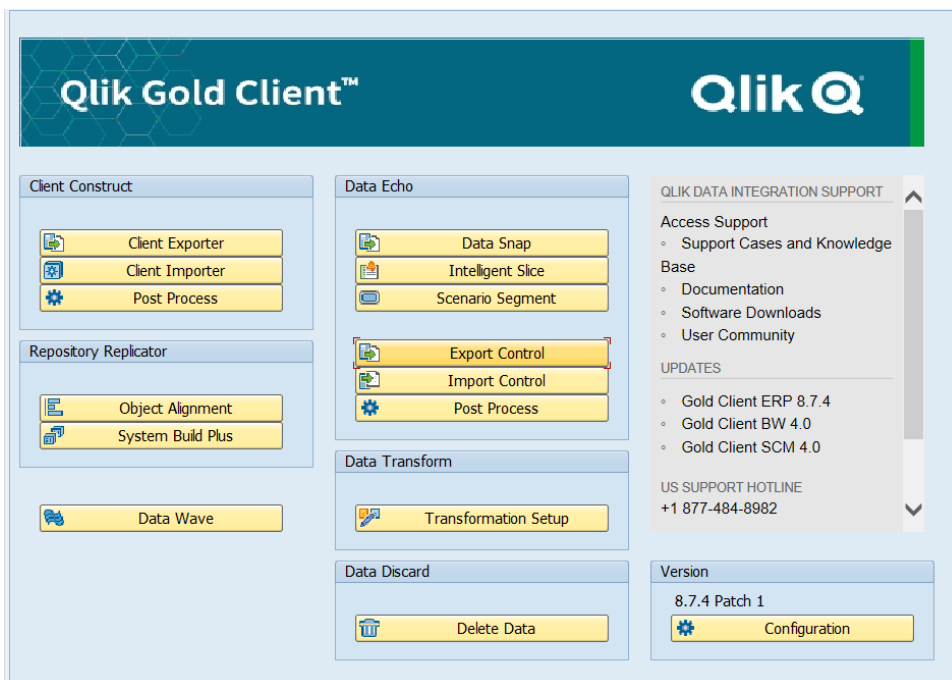 Qlik Gold Client™
Qlik
Client Construct
Client Exporter
Client Importer
Post Process
Repository Replicator
Object Alignment
System Build Plus
Data Wave
Data Echo
Data Snap
Intelligent Slice
Scenario Segment
Export Control
Import Control
Post Process
Data Transform
Transformation Setup
Data Discard
Delete Data
QLIK DATA INTEGRATION SUPPORT
Access Support
◦ Support Cases and Knowledge
Base
◦ Documentation
◦ Software Downloads
◦ User Community
UPDATES
◦ Gold Client ERP 8.7.4
◦ Gold Client BW 4.0
◦ Gold Client SCM 4.0
US SUPPORT HOTLINE
+1 877-484-8982
Version
8.7.4 Patch 1
Configuration